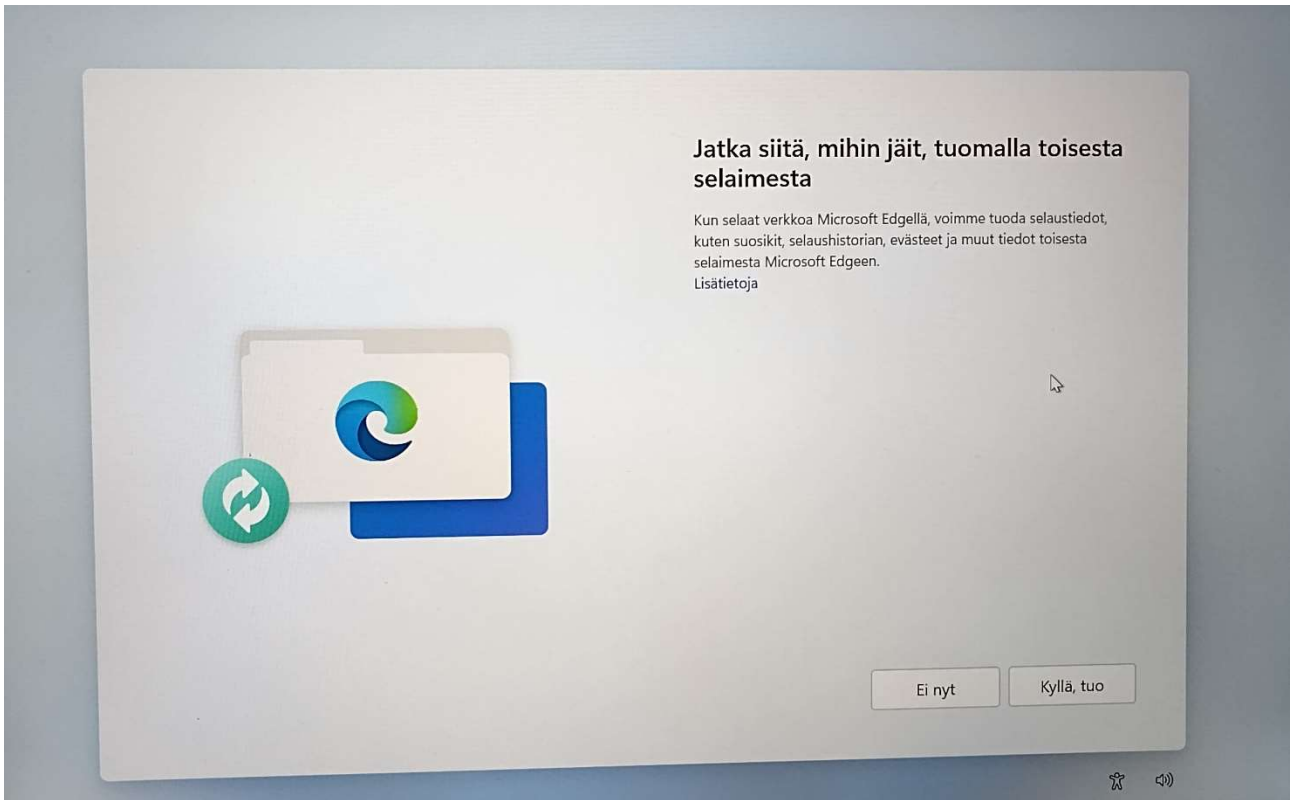 Jatka siitä, mihin jäit, tuomalla toisesta
selaimesta
Kun selaat verkkoa Microsoft Edgellä, voimme tuoda selaustiedot,
kuten suosikit, selaushistorian, evästeet ja muut tiedot toisesta
selaimesta Microsoft Edgeen.
Lisätietoja
Ei nyt
Kyllä, tuo